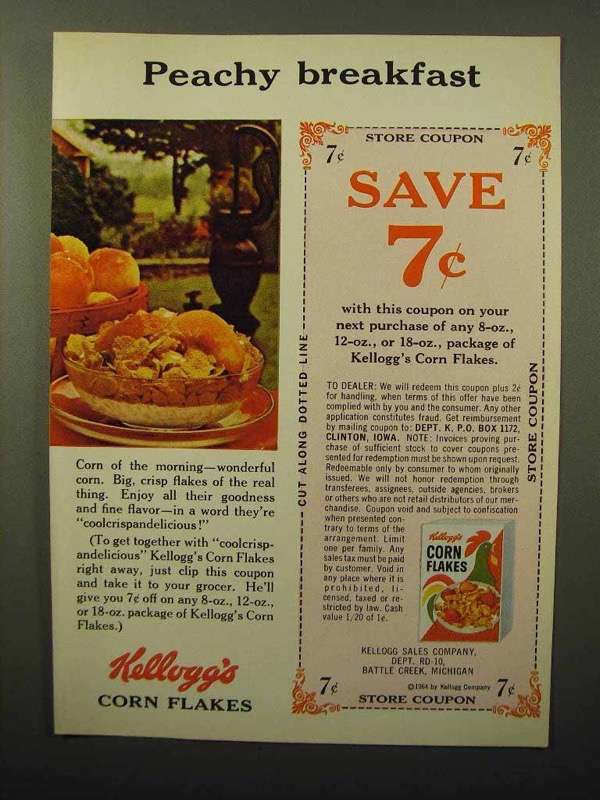 Peachy breakfast
Corn of the morning—wonderful
corn. Big, crisp flakes of the real
thing. Enjoy all their goodness
and fine flavor—in a word they're
"coolcrispandelicious!"
(To get together with "coolcrisp-
andelicious" Kellogg's Corn Flakes
right away, just clip this coupon
and take it to your grocer. He'll
give you 7¢ off on any 8-oz., 12-oz.,
or 18-oz. package of Kellogg's Corn
Flakes.)
Kellogg's
CORN FLAKES
7¢
STORE COUPON
7¢
SAVE
7¢
with this coupon on your
next purchase of any 8-oz.,
12-oz., or 18-oz., package of
Kellogg's Corn Flakes.
TO DEALER: We will redeem this coupon plus 2¢
for handling, when terms of this offer have been
complied with by you and the consumer. Any other
application constitutes fraud. Get reimbursement
by mailing coupon to: DEPT. K, P.O. BOX 1172,
CLINTON, IOWA. NOTE: Invoices proving pur-
chase of sufficient stock to cover coupons pre-
sented for redemption must be shown upon request.
Redeemable only by consumer to whom originally
issued. We will not honor redemption through
transferees, assignees, outside agencies, brokers
or others who are not retail distributors of our mer-
chandise. Coupon void and subject to confiscation
when presented con-
trary to terms of the
arrangement. Limit
one per family. Any
sales tax must be paid
by customer. Void in
any place where it is
prohibited, li-
censed, taxed or re-
stricted by law. Cash
value 1/20 of 1¢.
Kellogg's
CORN
FLAKES
KELLOGG SALES COMPANY,
DEPT. RD-10,
BATTLE CREEK, MICHIGAN
©1964 by Kellogg Company
7¢
STORE COUPON
7¢
CUT ALONG DOTTED LINE
STORE COUPON